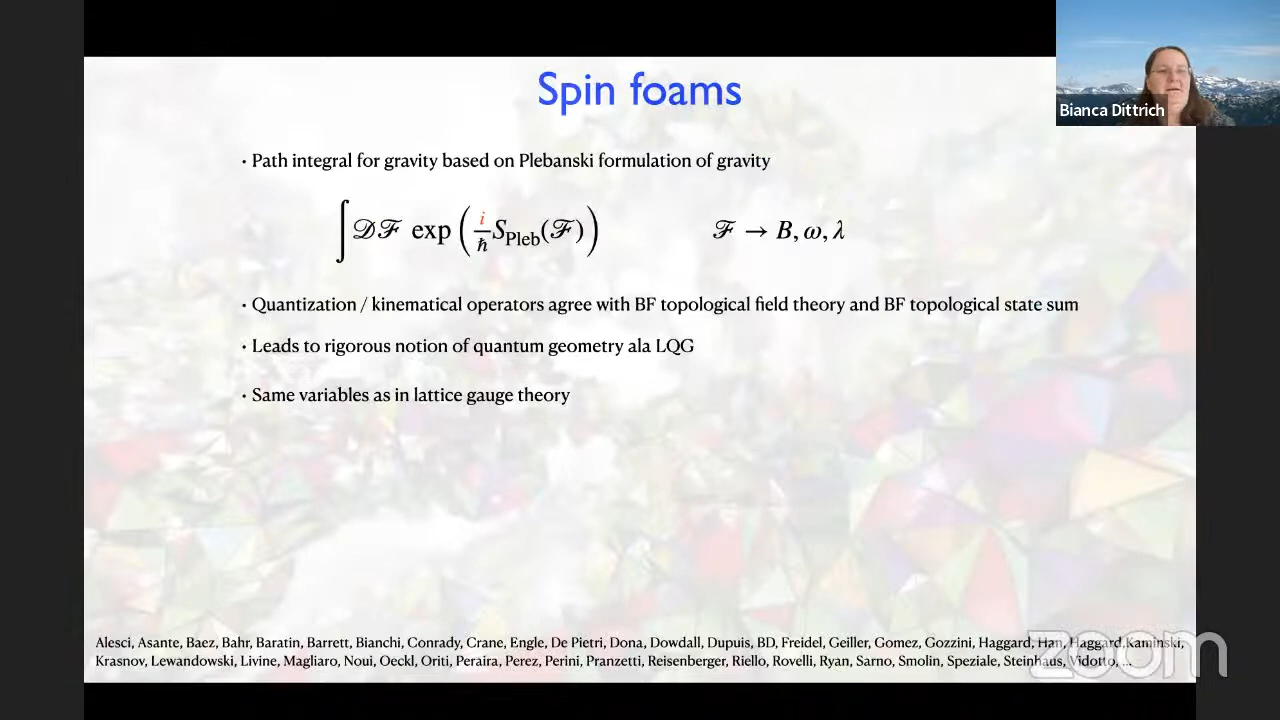 Spin foams
Bianca Dittrich
· Path integral for gravity based on Plebanski formulation of gravity
∫ 𝒟ℱ exp ( i/ħ S_Pleb(ℱ) ) ℱ → B, ω, λ
· Quantization / kinematical operators agree with BF topological field theory and BF topological state sum
· Leads to rigorous notion of quantum geometry ala LQG
· Same variables as in lattice gauge theory
Alesci, Asante, Baez, Bahr, Baratin, Barrett, Bianchi, Conrady, Crane, Engle, De Pietri, Dona, Dowdall, Dupuis, BD, Freidel, Geiller, Gomez, Gozzini, Haggard, Han, Haggard,Kaminski,
Krasnov, Lewandowski, Livine, Magliaro, Noui, Oeckl, Oriti, Peraira, Perez, Perini, Pranzetti, Reisenberger, Riello, Rovelli, Ryan, Sarno, Smolin, Speziale, Steinhaus, Vidotto, ...
zoom